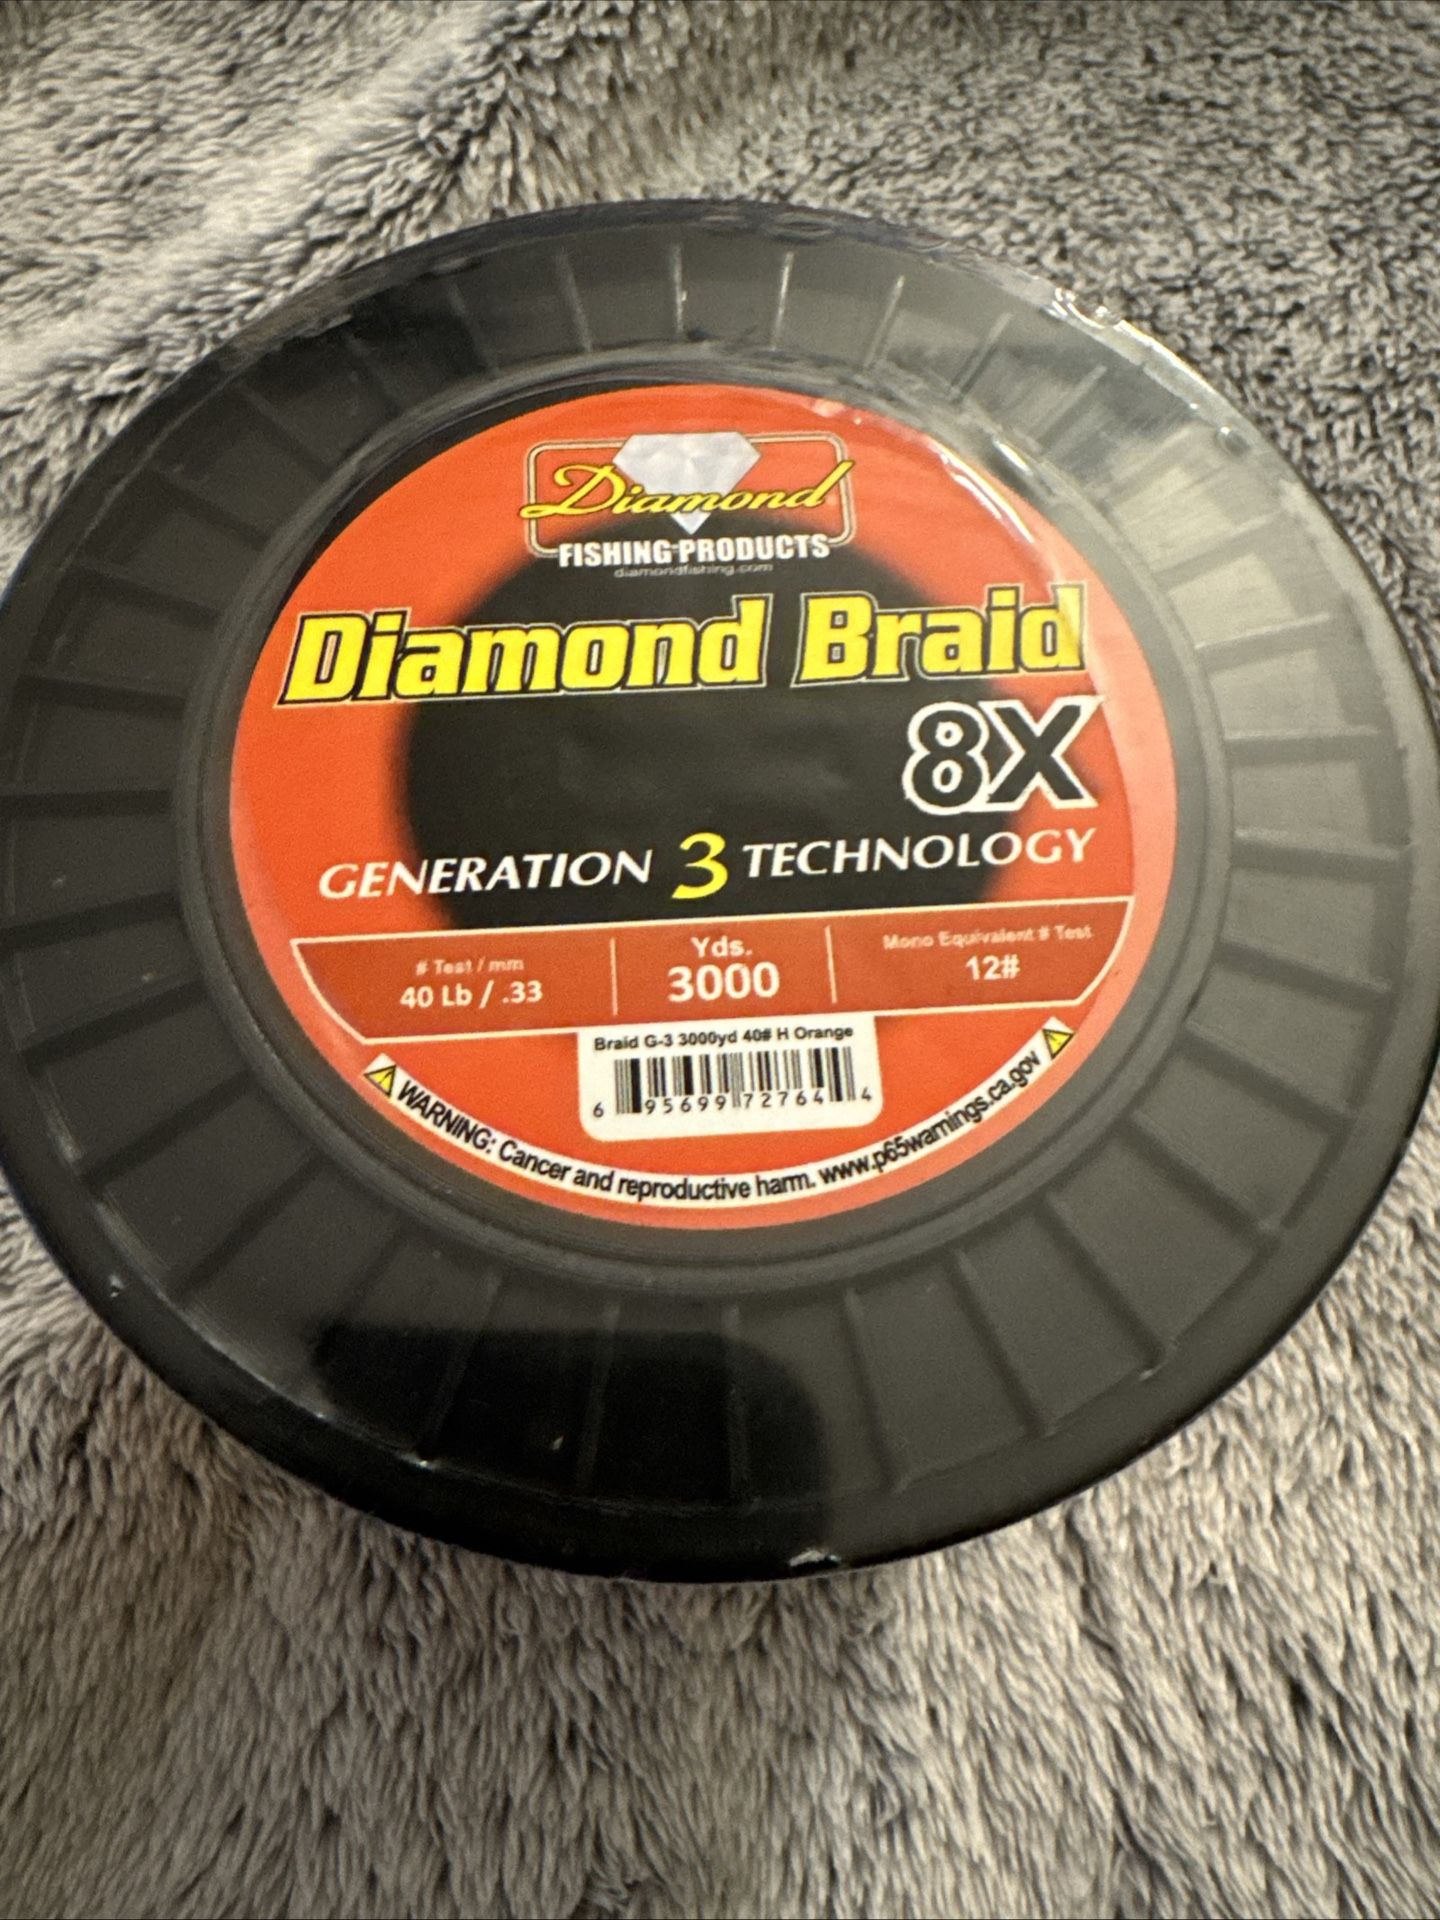 Diamond
FISHING PRODUCTS
diamondfishing.com
Diamond Braid
8X
GENERATION 3 TECHNOLOGY
# Test / mm
40 Lb / .33
Yds.
3000
Mono Equivalent # Test
12#
Braid G-3 3000yd 40# H Orange
6 95699 72764 4
WARNING: Cancer and reproductive harm. www.p65warnings.ca.gov